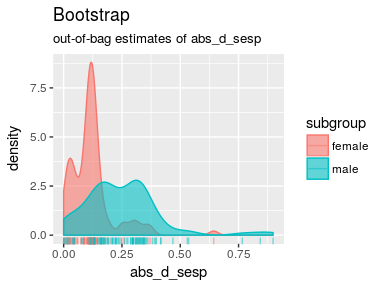 Bootstrap
out-of-bag estimates of abs_d_sesp
7.5
5.0
2.5
0.0
density
0.00 0.25 0.50 0.75
abs_d_sesp
subgroup
female
male